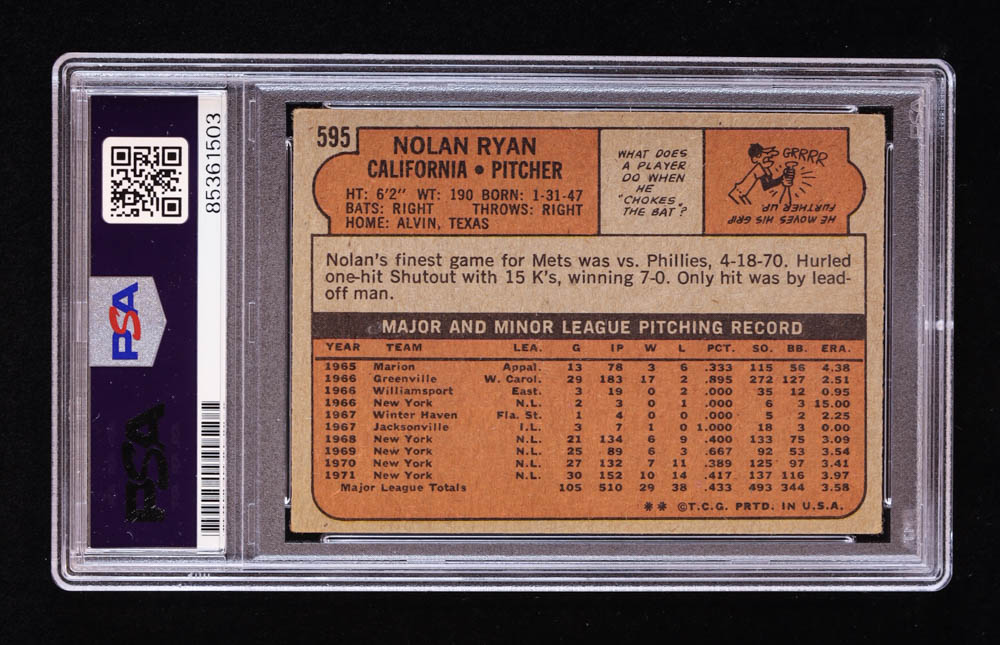 PSA
85361503
PSA
595
NOLAN RYAN
CALIFORNIA • PITCHER
HT: 6'2" WT: 190 BORN: 1-31-47
BATS: RIGHT THROWS: RIGHT
HOME: ALVIN, TEXAS
WHAT DOES
A PLAYER
DO WHEN
HE
"CHOKES
THE BAT"?
GRRRR
HE MOVES HIS GRIP
FURTHER UP
Nolan's finest game for Mets was vs. Phillies, 4-18-70. Hurled
one-hit Shutout with 15 K's, winning 7-0. Only hit was by lead-
off man.
MAJOR AND MINOR LEAGUE PITCHING RECORD
YEAR TEAM LEA. G IP W L PCT. SO. BB. ERA.
1965 Marion Appal. 13 78 3 6 .333 115 56 4.38
1966 Greenville W. Carol. 29 183 17 2 .895 272 127 2.51
1966 Williamsport East. 3 19 0 2 .000 35 12 0.95
1966 New York N.L. 2 3 0 1 .000 6 3 15.00
1967 Winter Haven Fla. St. 1 4 0 0 .000 5 2 2.25
1967 Jacksonville I.L. 3 7 1 0 1.000 18 3 0.00
1968 New York N.L. 21 134 6 9 .400 133 75 3.09
1969 New York N.L. 25 89 6 3 .667 92 53 3.54
1970 New York N.L. 27 132 7 11 .389 125 97 3.41
1971 New York N.L. 30 152 10 14 .417 137 116 3.97
Major League Totals 105 510 29 38 .433 493 344 3.58
** ©T.C.G. PRTD. IN U.S.A.